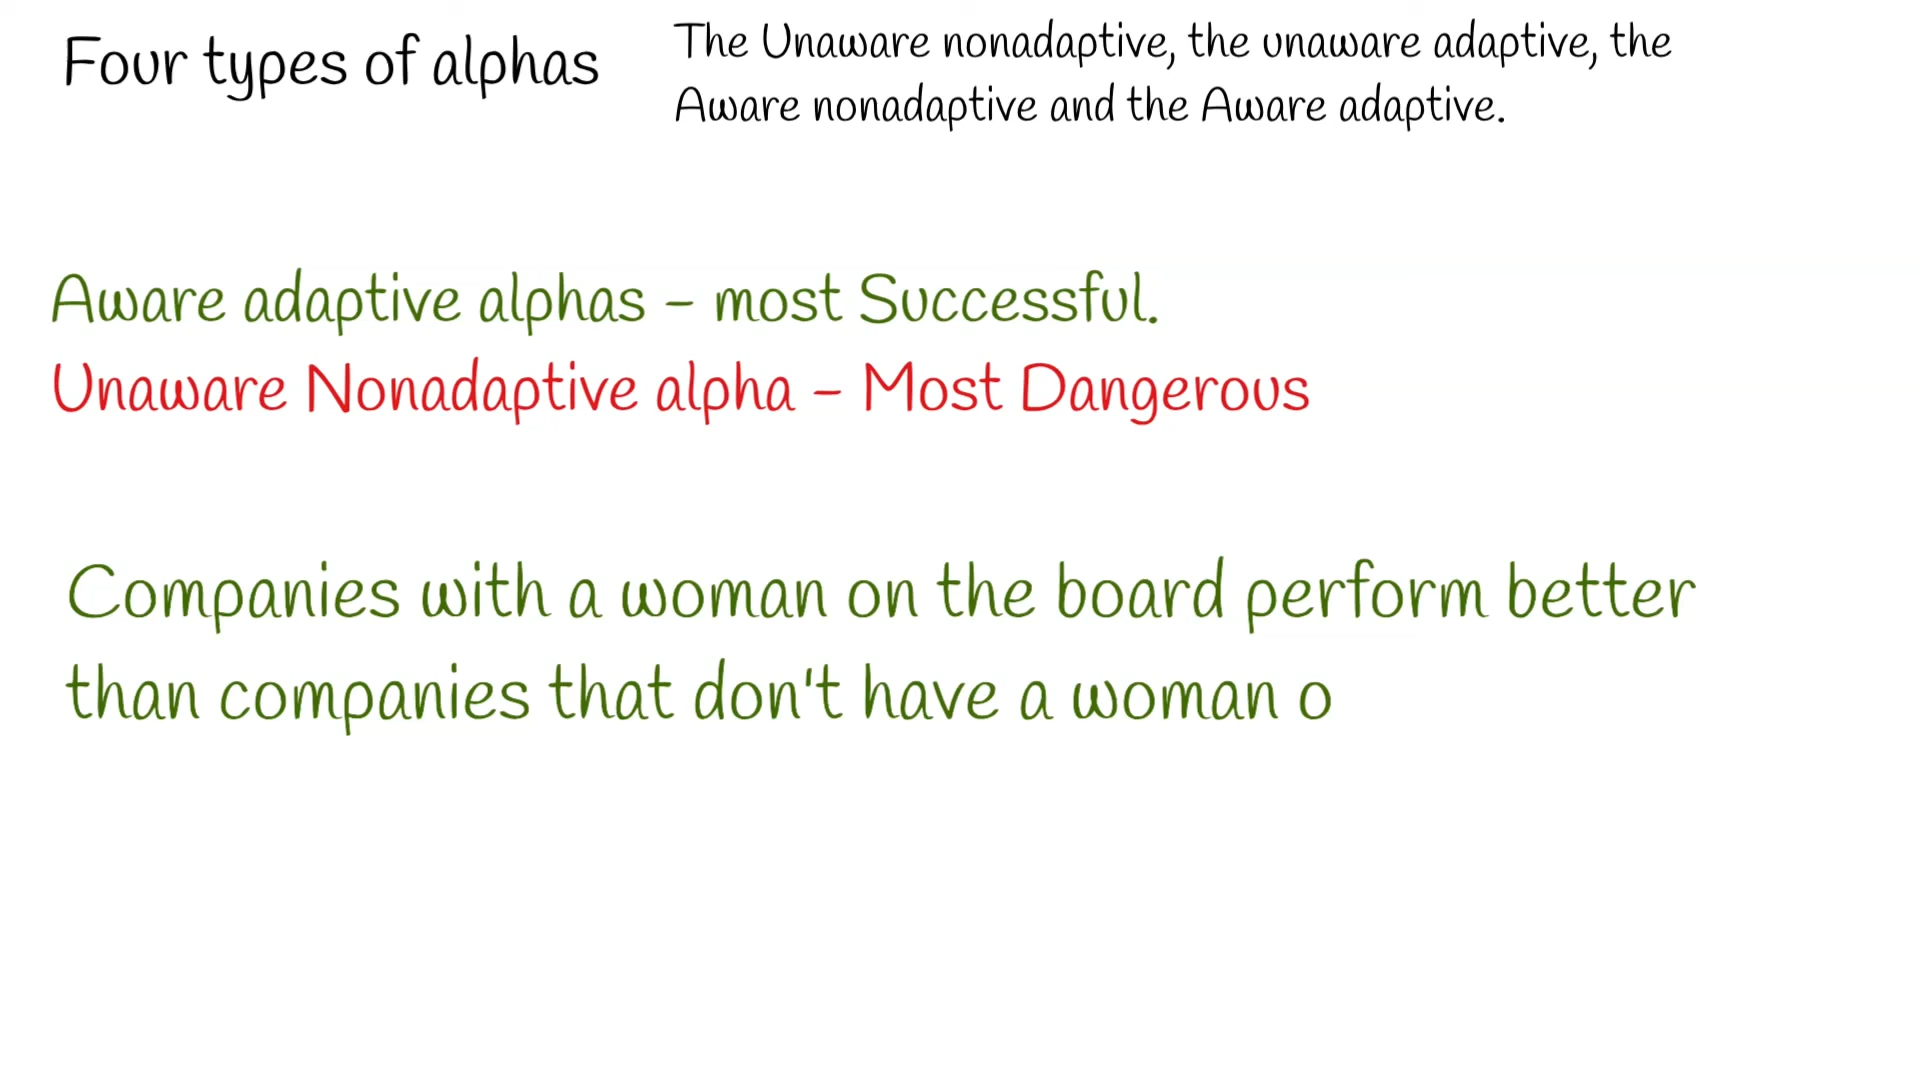 Four types of alphas
The Unaware nonadaptive, the unaware adaptive, the
Aware nonadaptive and the Aware adaptive.
Aware adaptive alphas – most Successful.
Unaware Nonadaptive alpha – Most Dangerous
Companies with a woman on the board perform better
than companies that don't have a woman o